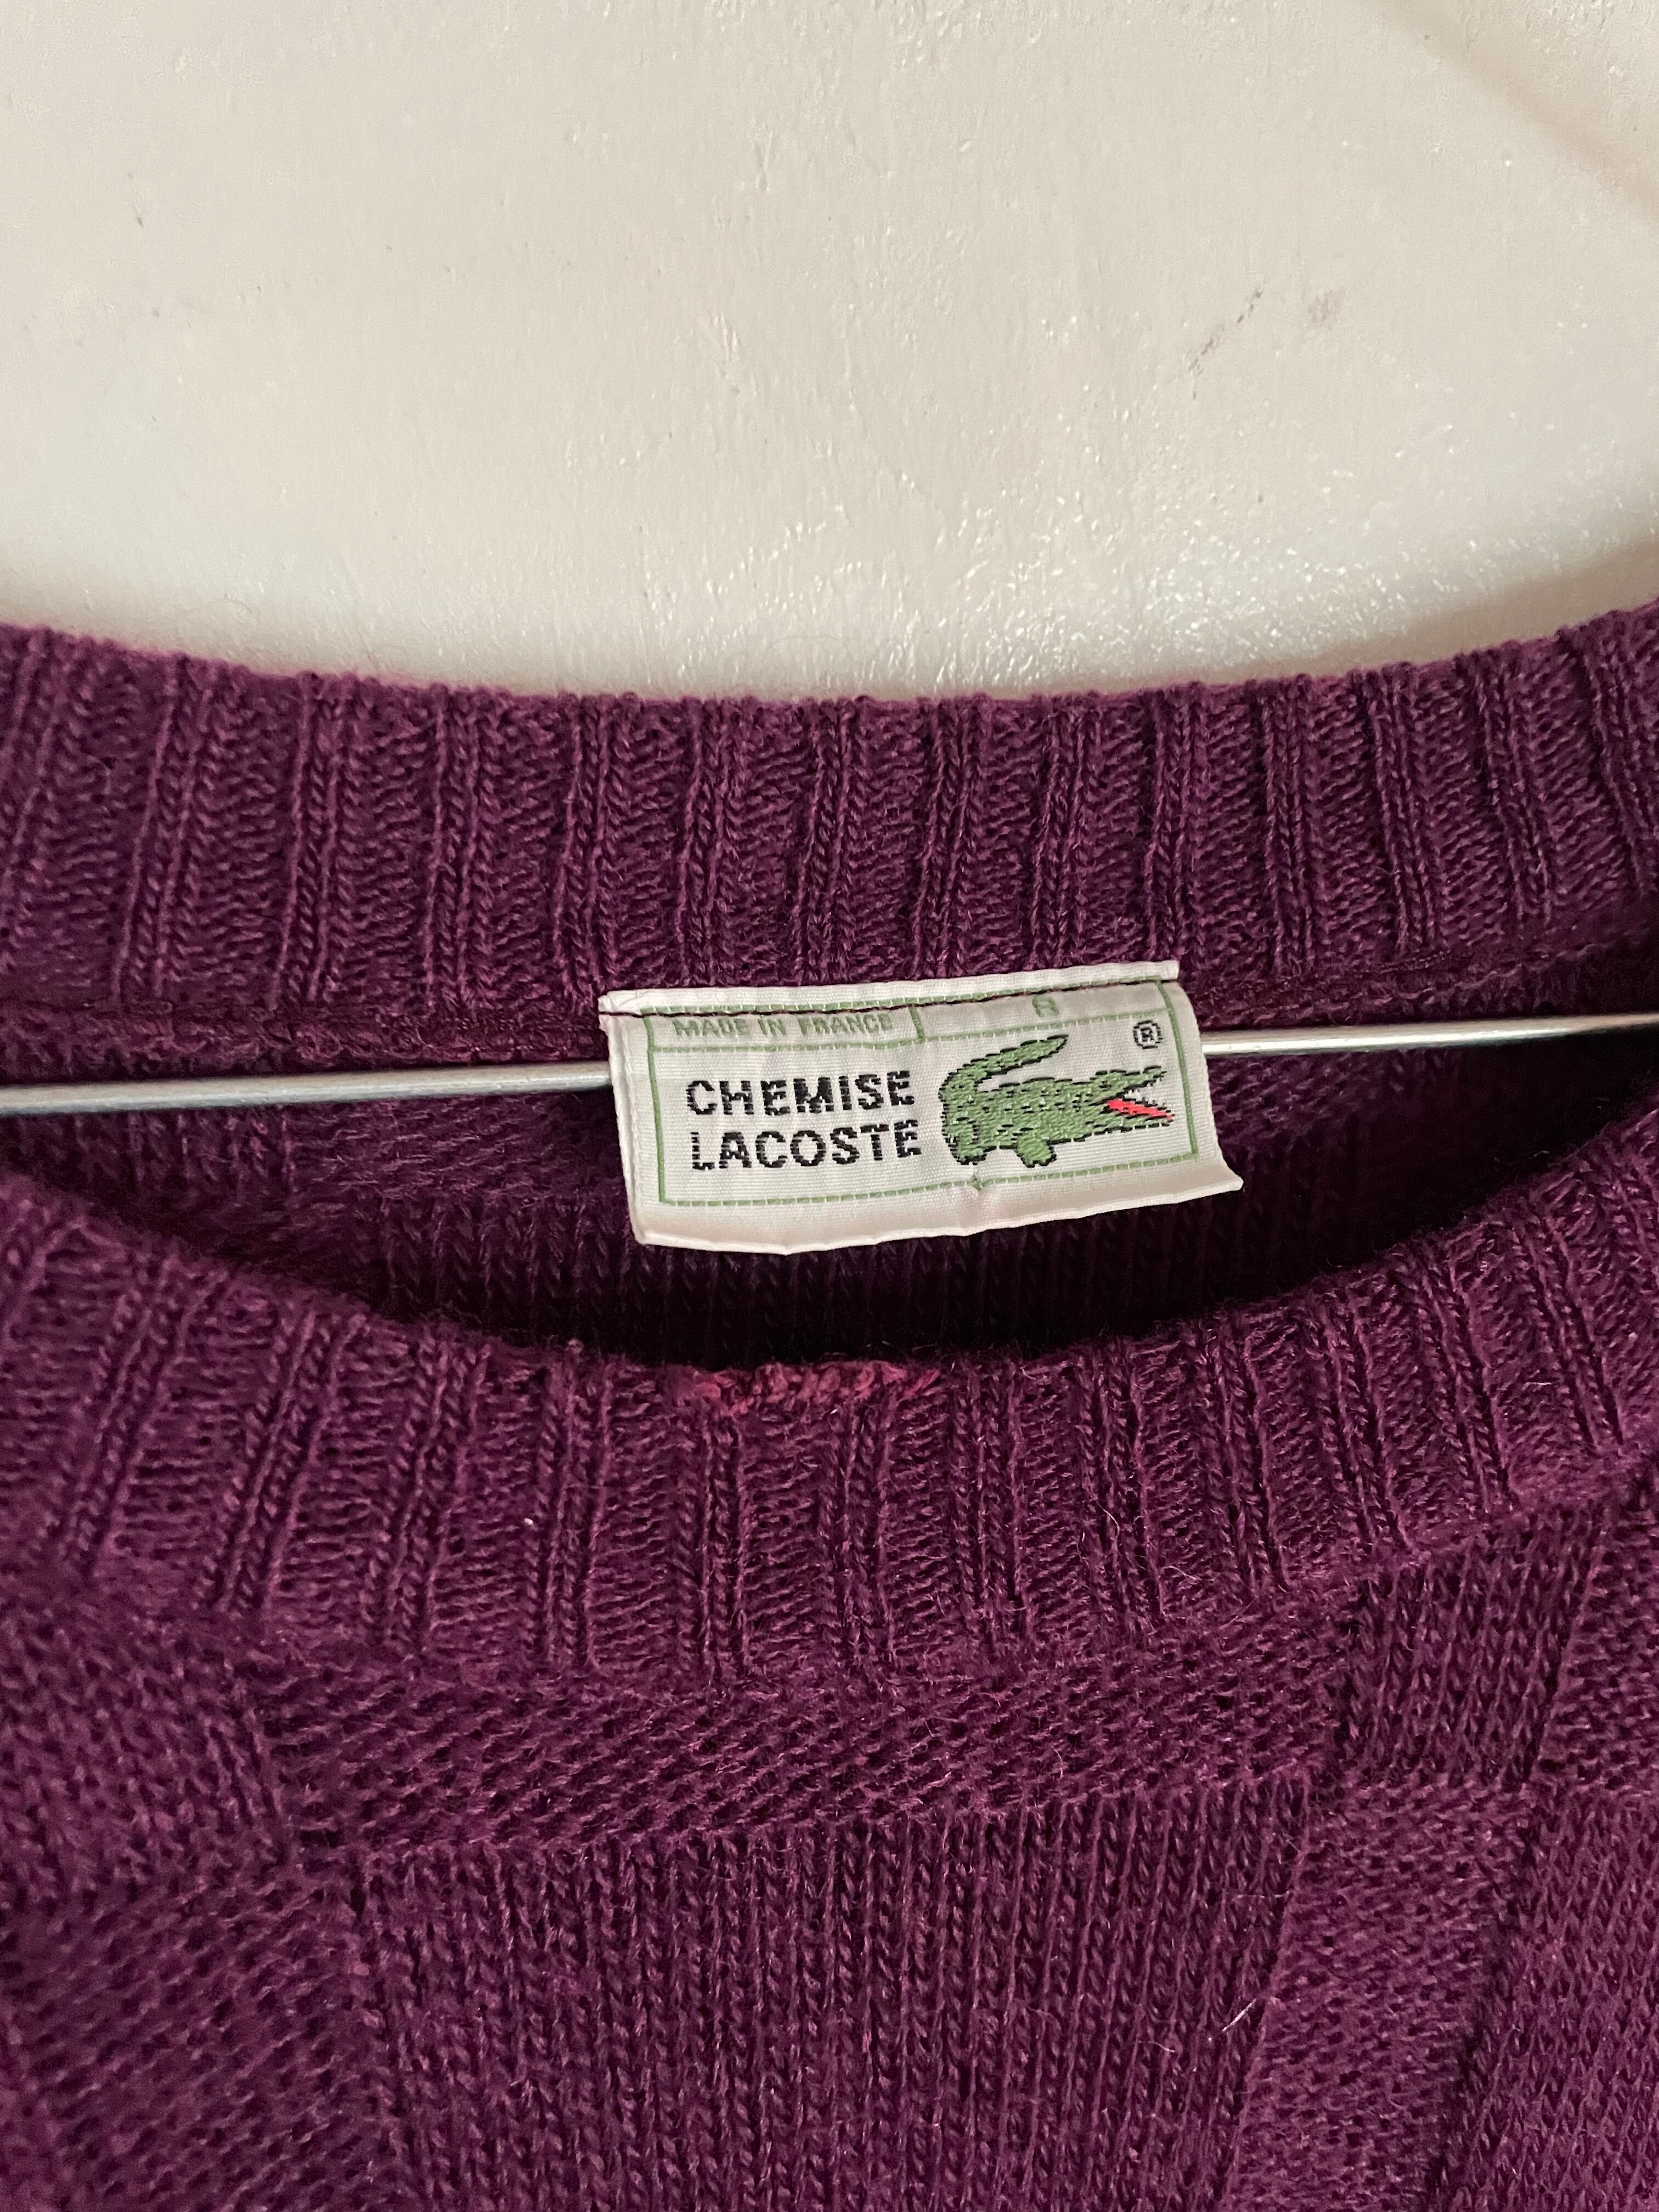 MADE IN FRANCE
®
CHEMISE
LACOSTE